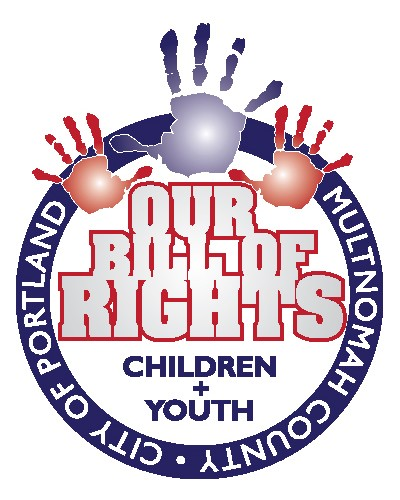 OUR
BILL OF
RIGHTS
CHILDREN
+
YOUTH
CITY OF PORTLAND • MULTNOMAH COUNTY